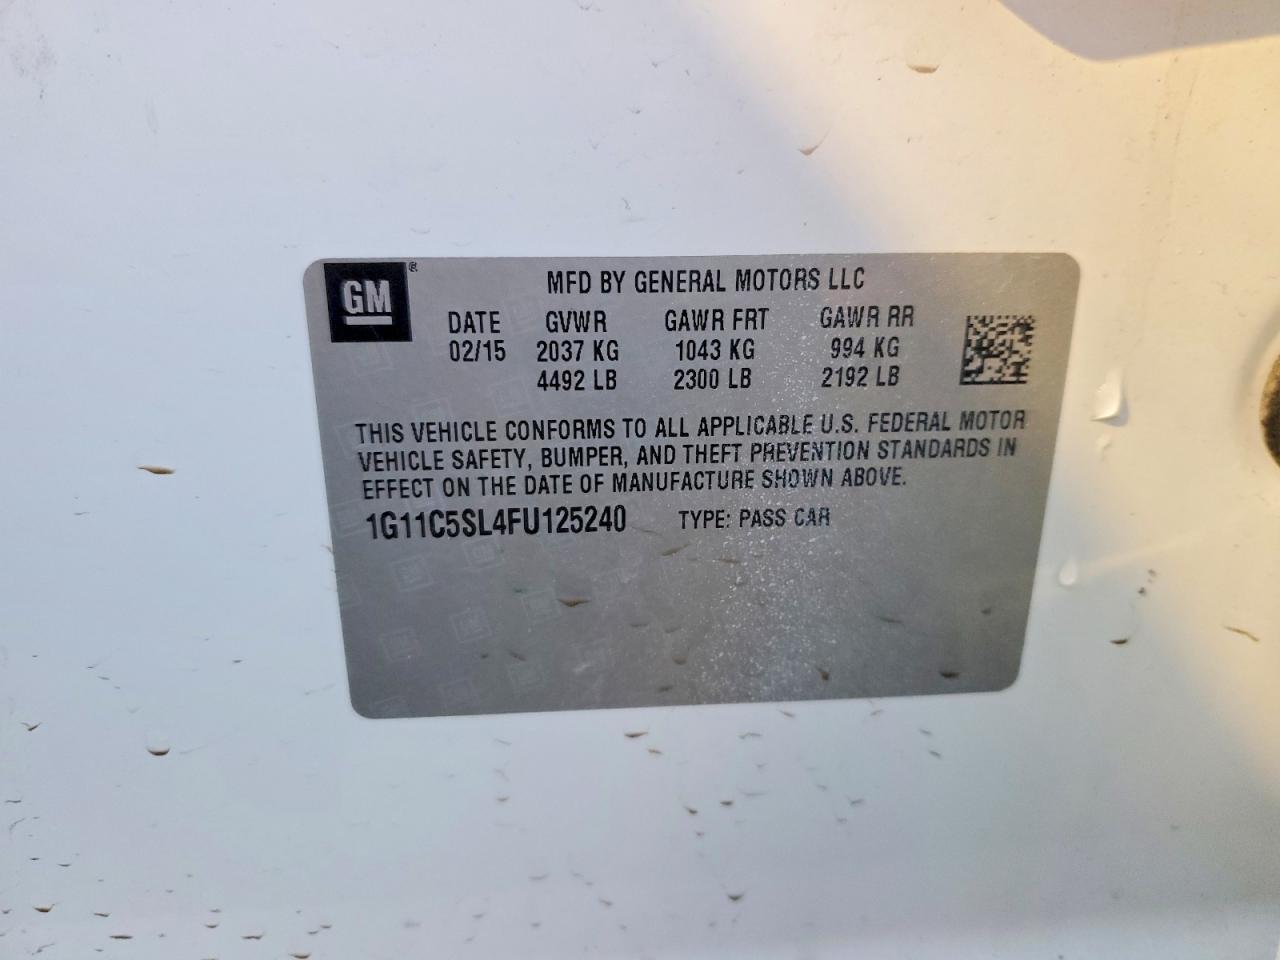 GM®
MFD BY GENERAL MOTORS LLC
DATE GVWR GAWR FRT GAWR RR
02/15 2037 KG 1043 KG 994 KG
4492 LB 2300 LB 2192 LB
THIS VEHICLE CONFORMS TO ALL APPLICABLE U.S. FEDERAL MOTOR
VEHICLE SAFETY, BUMPER, AND THEFT PREVENTION STANDARDS IN
EFFECT ON THE DATE OF MANUFACTURE SHOWN ABOVE.
1G11C5SL4FU125240 TYPE: PASS CAR